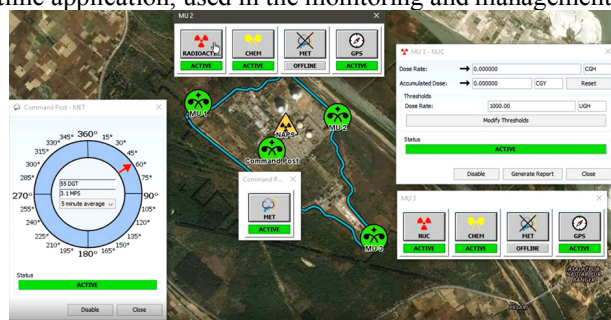 time application, used in the monitoring and management
MU 2
RADIOACTIV
CHEM
MET
GPS
ACTIVE
ACTIVE
OFFLINE
ACTIVE
MU 1
MU 2
NAPS
Command Post
MU 3
Command P...
MET
ACTIVE
Command Post - MET
360°
15°
30°
45°
60°
75°
90°
105°
120°
135°
150°
165°
180°
195°
210°
225°
240°
255°
270°
285°
300°
315°
330°
345°
55 DGT
3.1 MPS
5 minute average
Status
ACTIVE
Disable
Close
MU 3 - NUC
Dose Rate:
0.000000
CGH
Accumulated Dose:
0.000000
CGY
Reset
Thresholds
Dose Rate:
1000.00
UGH
Modify Thresholds
Status
ACTIVE
Disable
Generate Report
Close
MU 3
NUC
CHEM
MET
GPS
ACTIVE
ACTIVE
OFFLINE
ACTIVE
PESARI